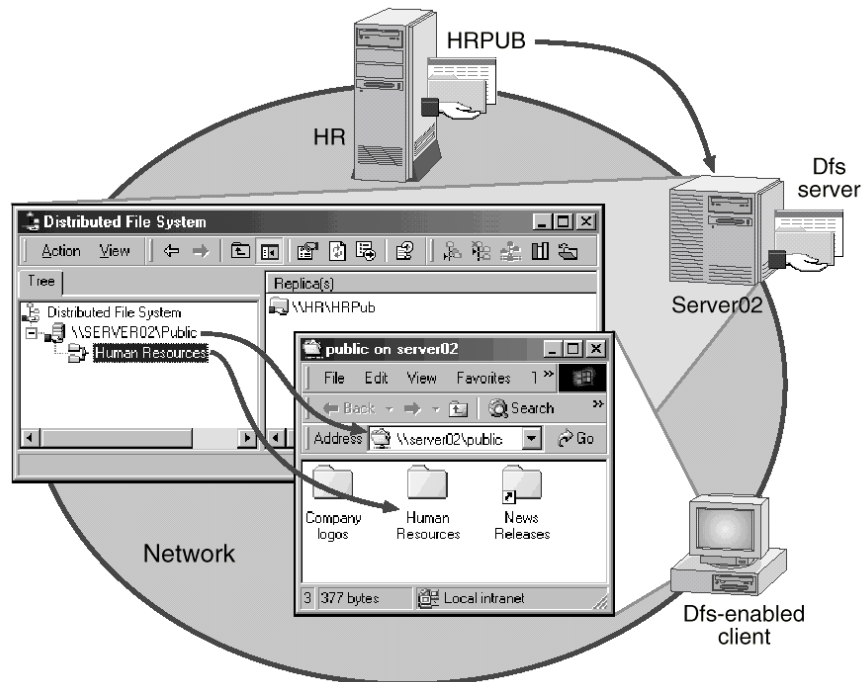 HRPUB
HR
Dfs
server
Server02
Distributed File System
Action View
Tree
Replica(s)
Distributed File System
\\SERVER02\Public
Human Resources
\\HR\HRPub
public on server02
File Edit View Favorites
Back Search
Address \\server02\public Go
Company
logos
Human
Resources
News
Releases
3 377 bytes Local intranet
Network
Dfs-enabled
client